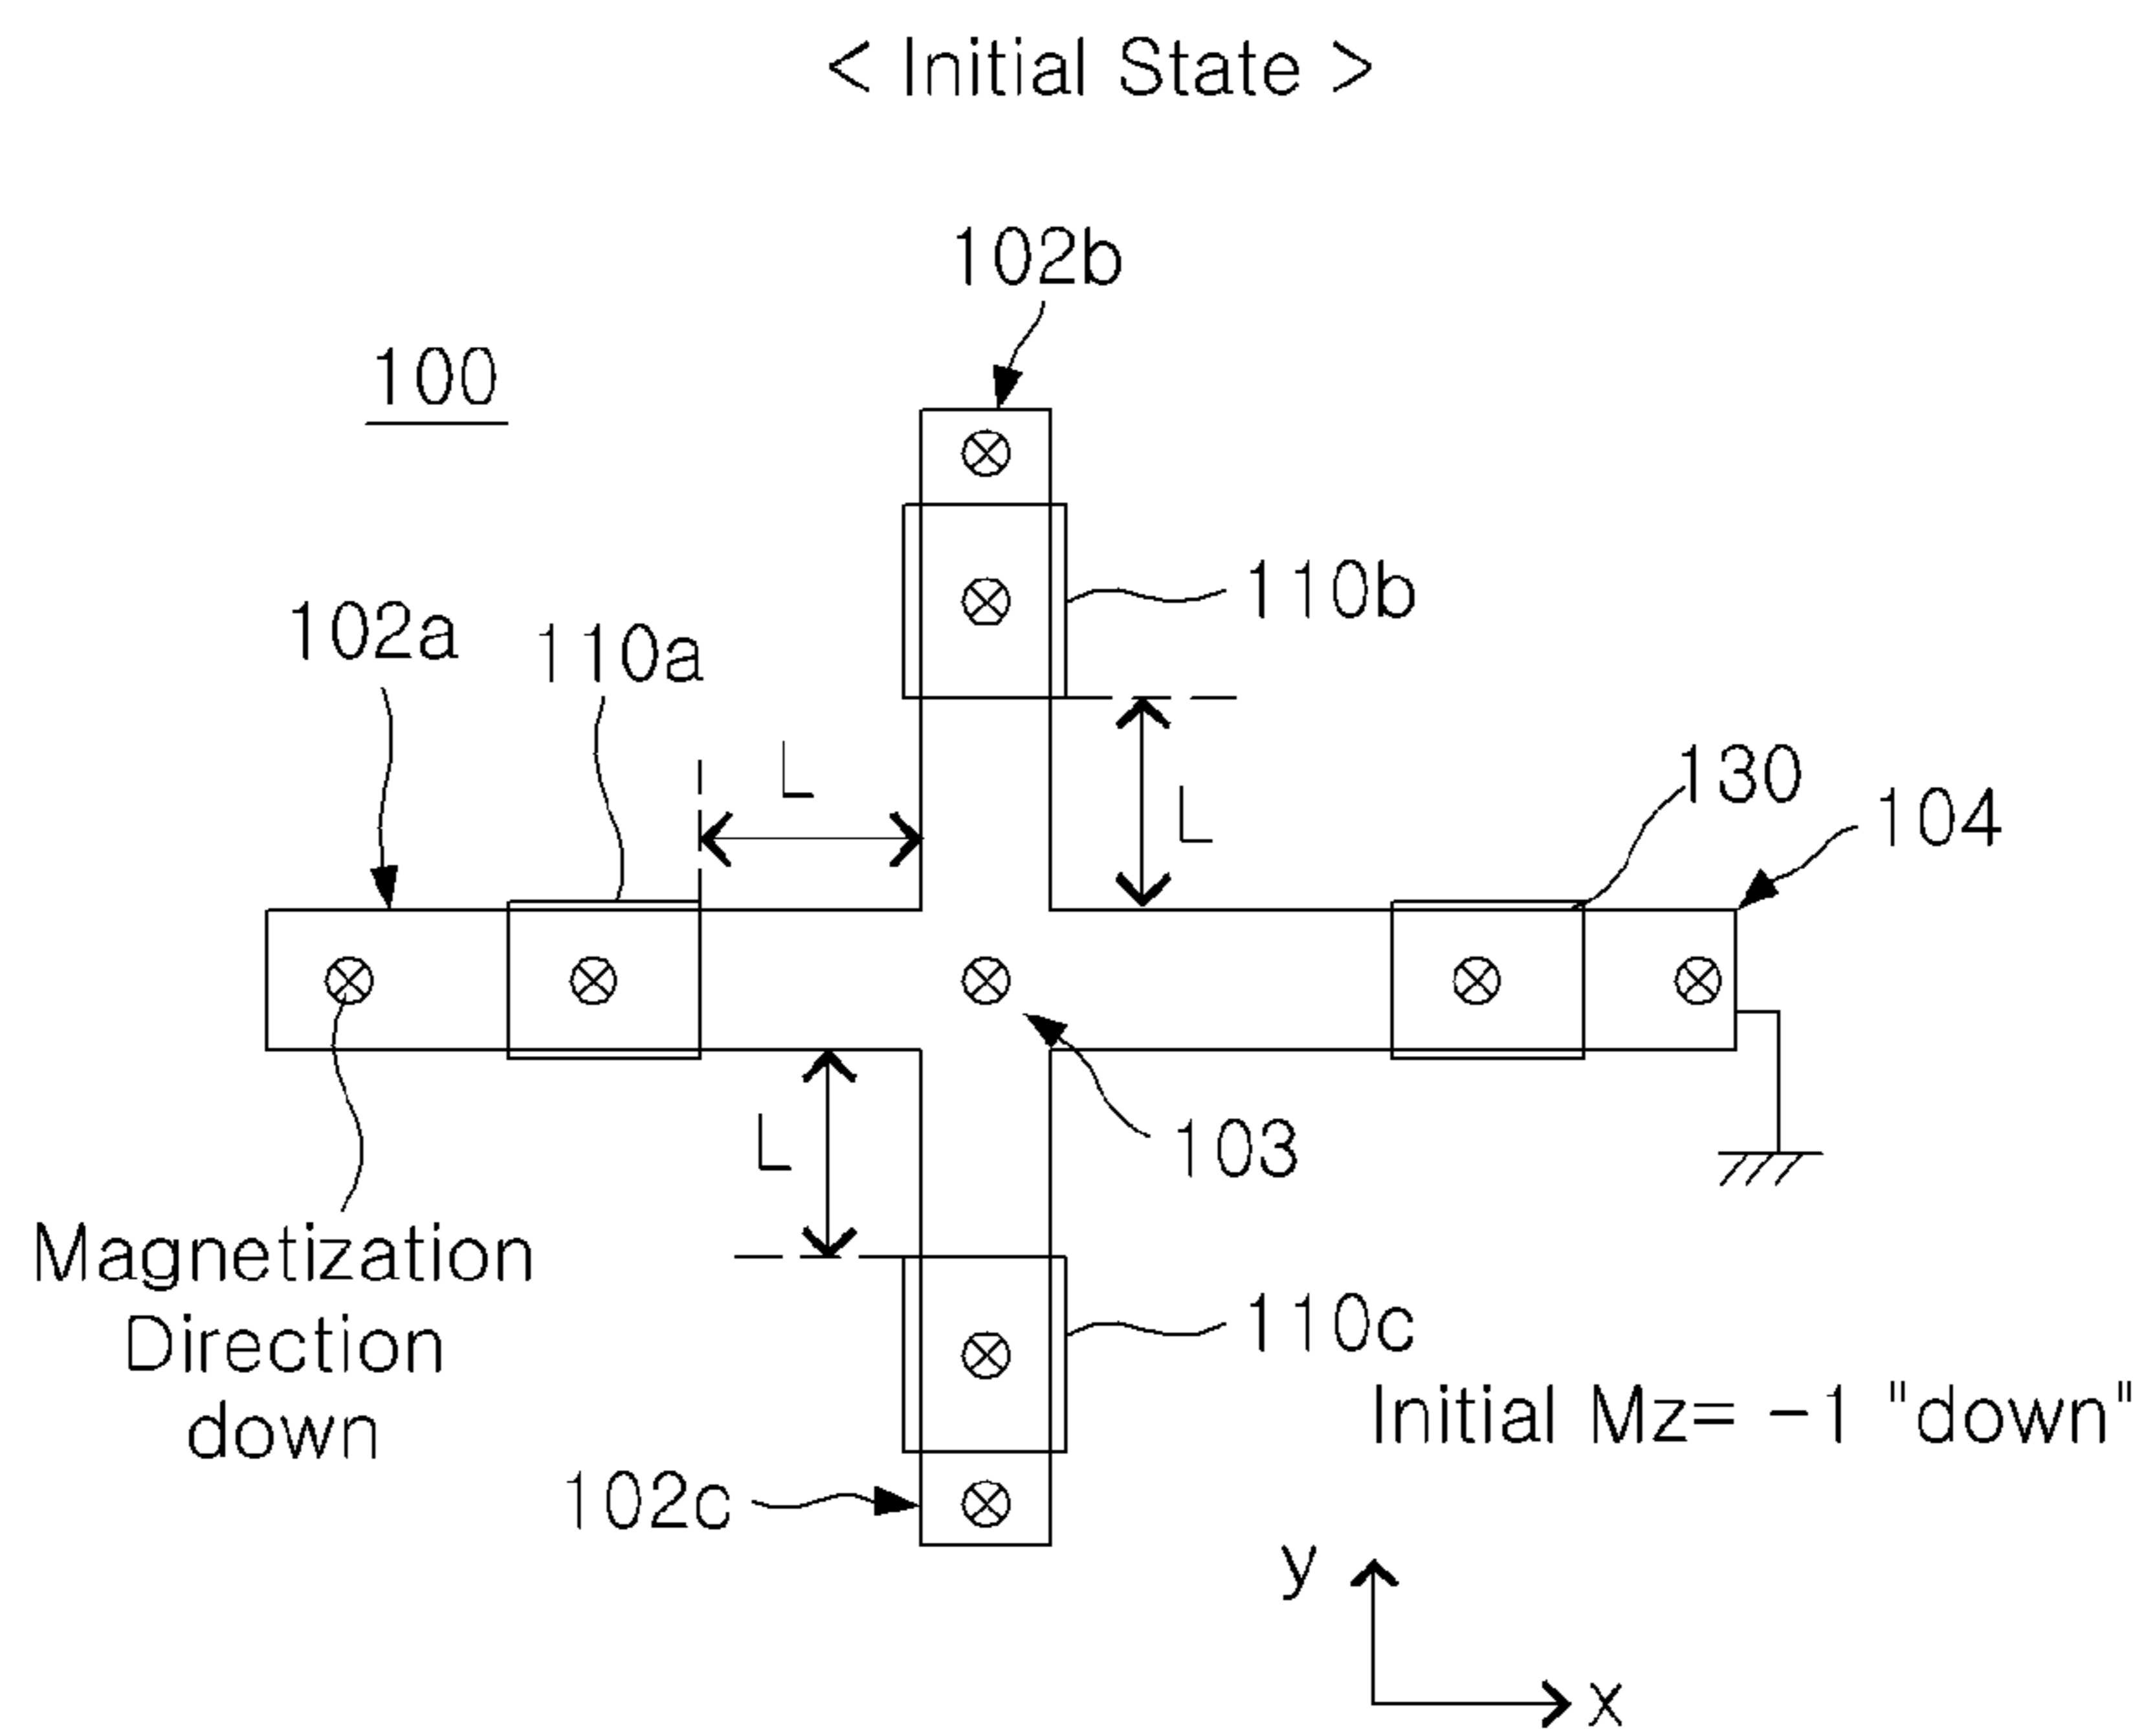 < Initial State >
102b
100
110b
102a
110a
L
130
L
104
L
103
Magnetization
Direction
down
110c
Initial Mz= −1 "down"
102c
y
x